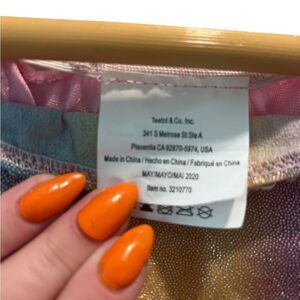 Teetot & Co. Inc.
341 S Melrose St Ste A
Placentia CA 92870-5974, USA
Made in China / Hecho en China / Fabriqué en Chine
MAY/MAYO/MAI 2020
Item no. 3210770